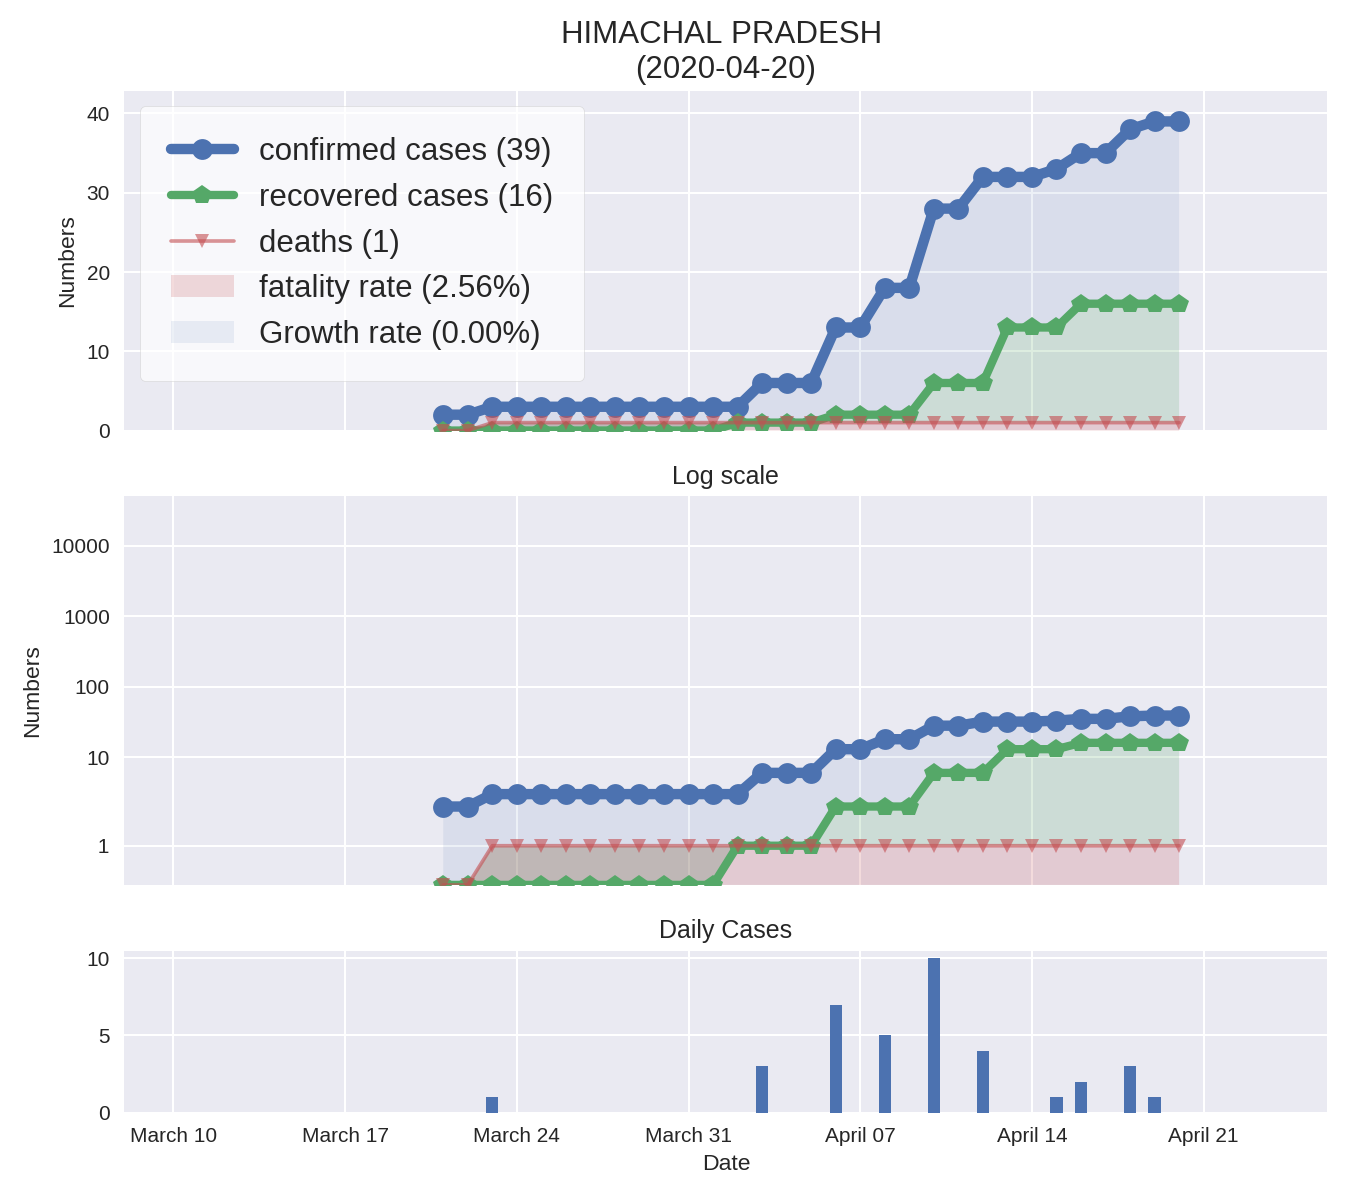 HIMACHAL PRADESH
(2020-04-20)
40
30
20
10
0
Numbers
confirmed cases (39)
recovered cases (16)
deaths (1)
fatality rate (2.56%)
Growth rate (0.00%)
Log scale
10000
1000
100
10
1
Numbers
Daily Cases
10
5
0
March 10 March 17 March 24 March 31 April 07 April 14 April 21
Date